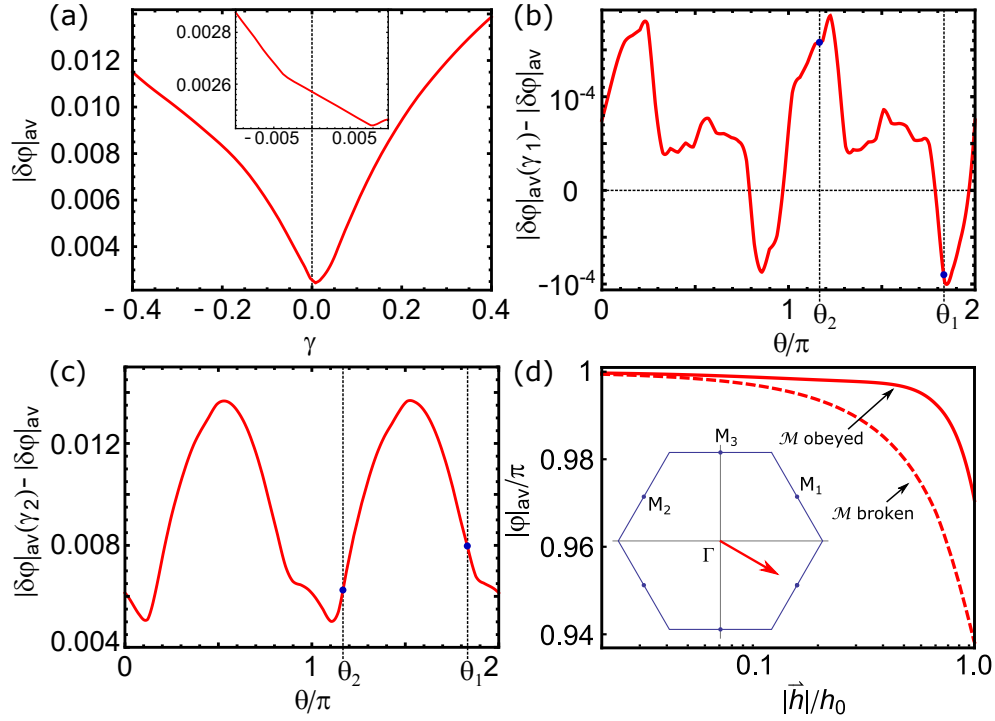 (a)
|δφ|av
0.012
0.010
0.008
0.006
0.004
0.0028
0.0026
-0.005
0.005
-0.4
-0.2
0.0
0.2
0.4
γ
(b)
|δφ|av(γ1)- |δφ|av
10-4
0
-10-4
0
1
θ2
θ1
2
θ/π
(c)
|δφ|av(γ2)- |δφ|av
0.012
0.008
0.004
0
1
θ2
θ1
2
θ/π
(d)
|φ|av/π
1
0.98
0.96
0.94
ℳ obeyed
ℳ broken
M3
M1
M2
Γ
0.1
1.0
|h⃗|/h0